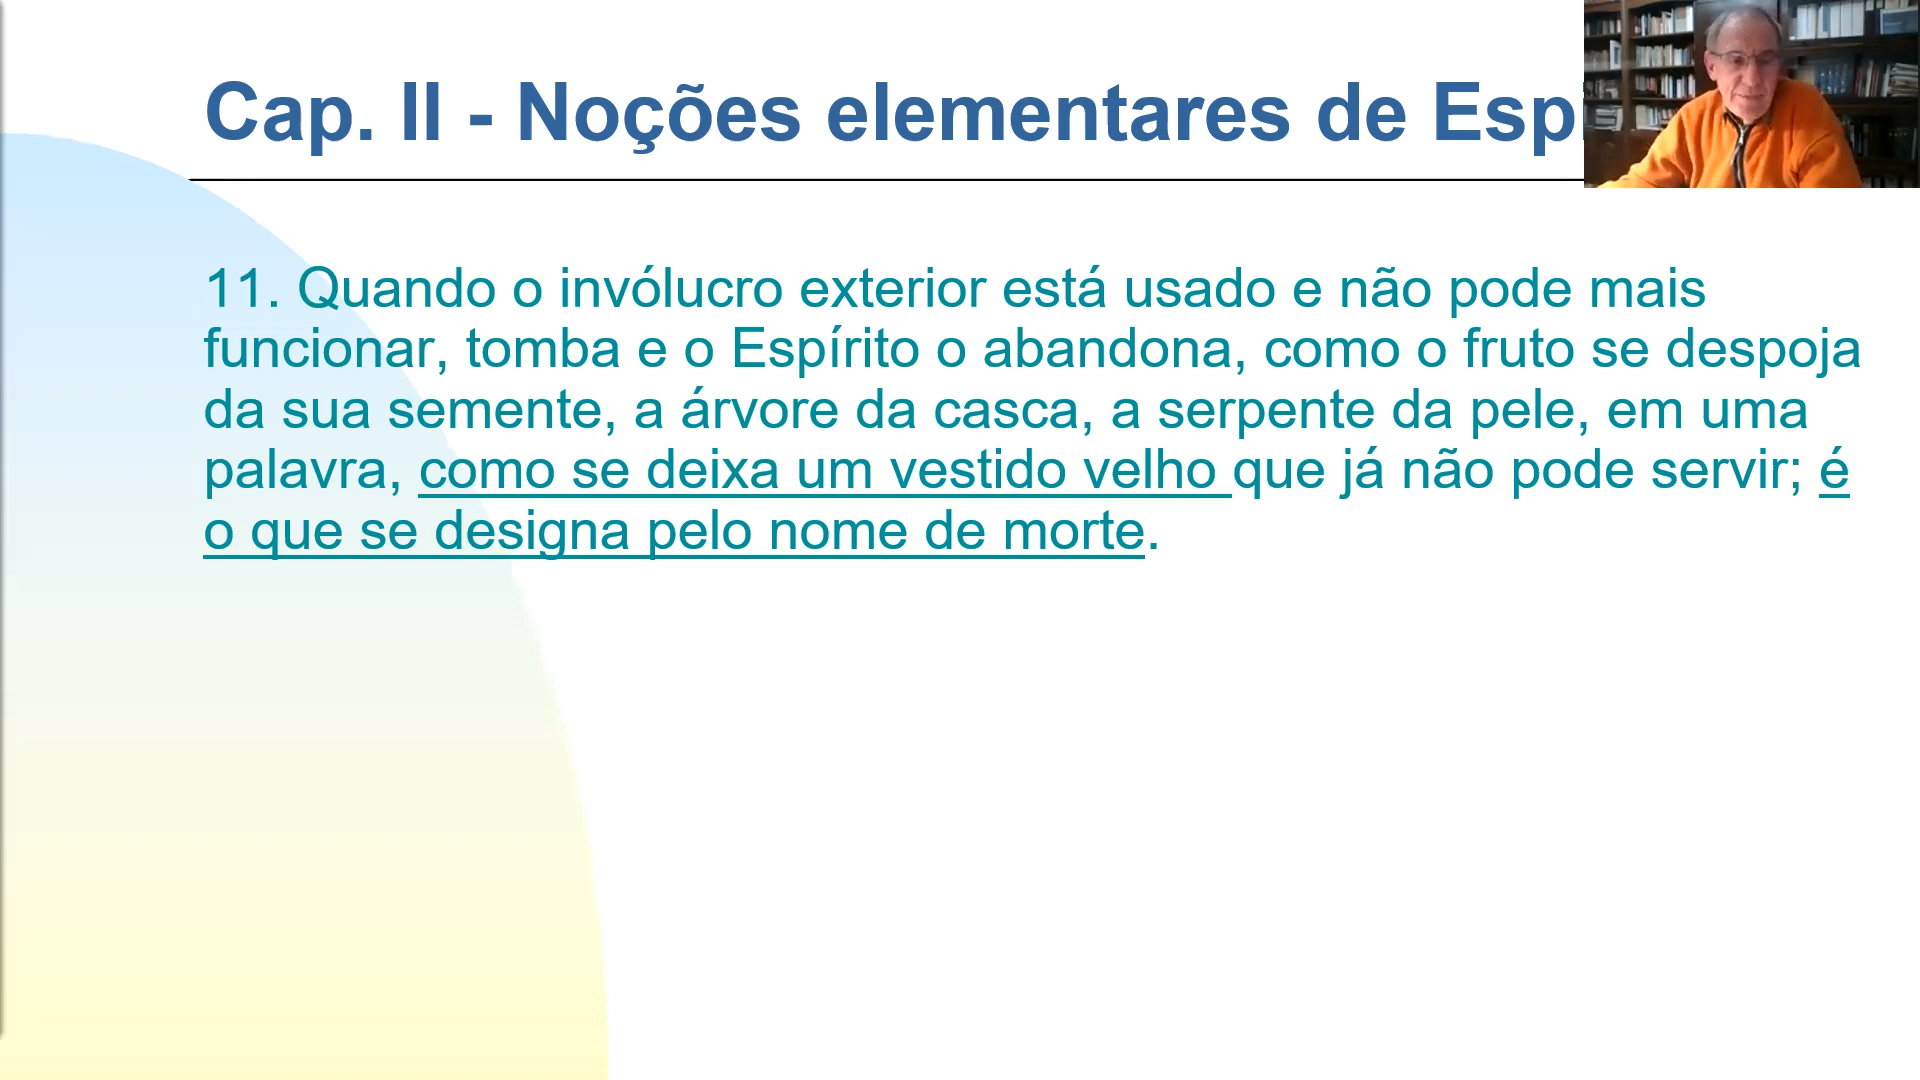 Cap. II - Noções elementares de Esp
11. Quando o invólucro exterior está usado e não pode mais
funcionar, tomba e o Espírito o abandona, como o fruto se despoja
da sua semente, a árvore da casca, a serpente da pele, em uma
palavra, como se deixa um vestido velho que já não pode servir; é
o que se designa pelo nome de morte.